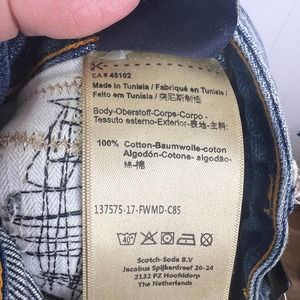 CA # 45102
Made in Tunisia / Fabriqué en Tunisia /
Feito em Tunisia / 突尼斯制造
Body-Oberstoff-Corps-Corpo -
Tessuto esterno-Exterior-表地-主料:
100% Cotton-Baumwolle-coton
Algodón-Cotone- algodão-
綿-棉
137575-17-FWMD-C85
40°
Scotch-Soda B.V
Jacobus Spijkerdreef 20-24
2132 PZ Hoofddorp
The Netherlands